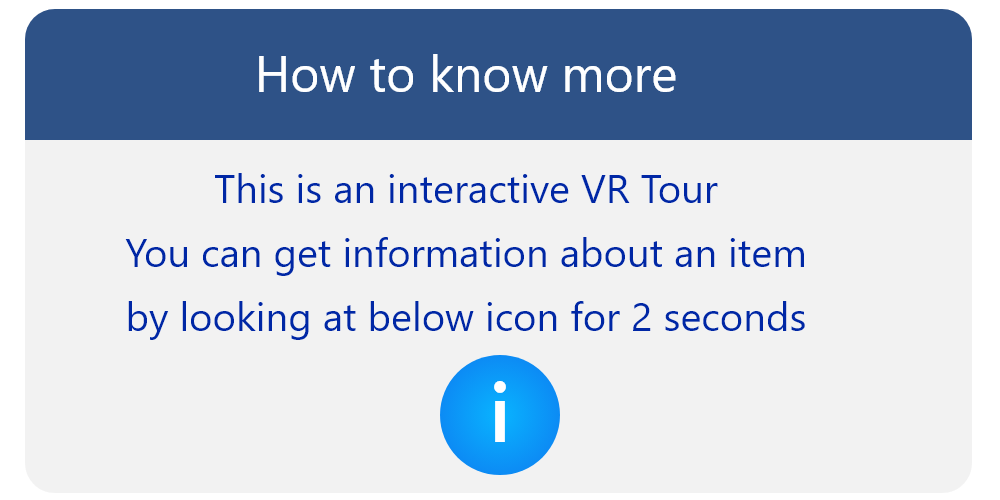 How to know more
This is an interactive VR Tour
You can get information about an item
by looking at below icon for 2 seconds
i